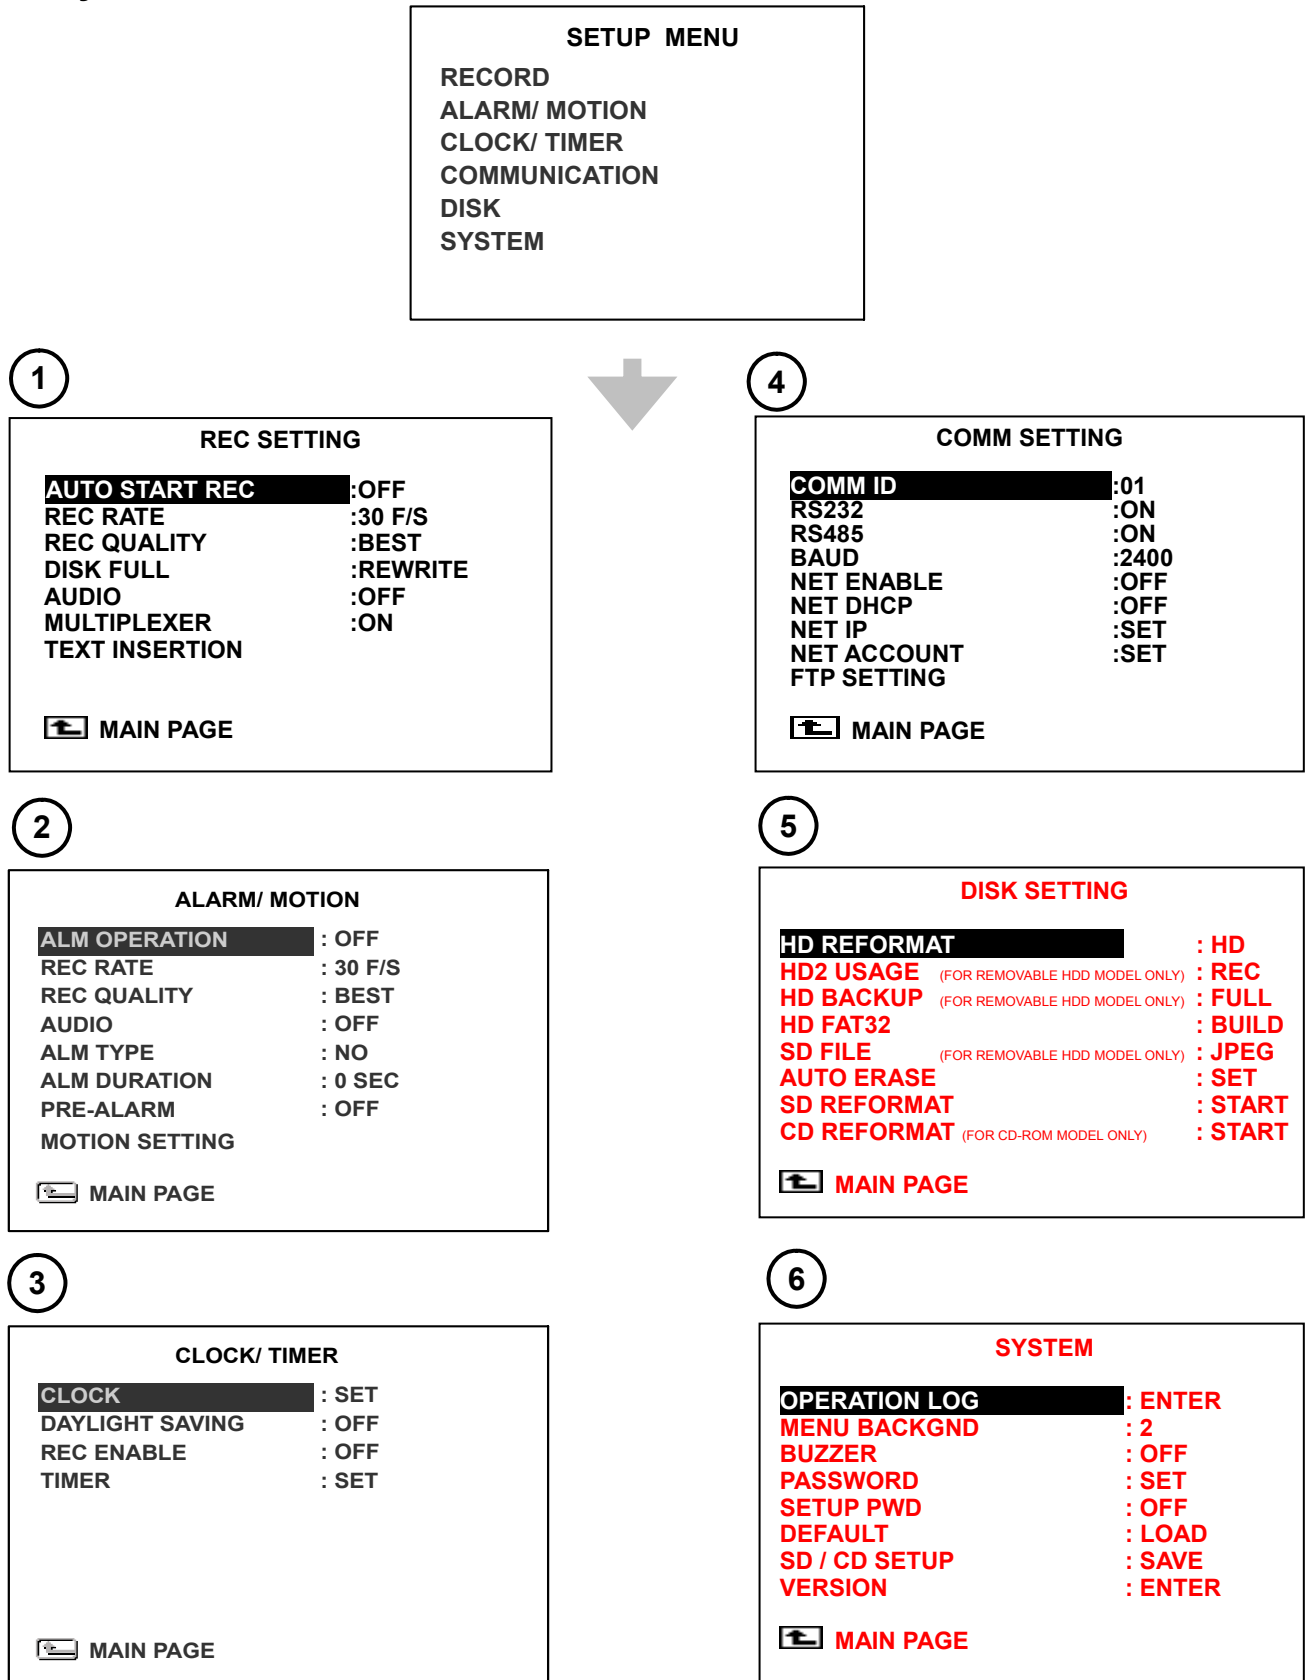 SETUP MENU
RECORD
ALARM/ MOTION
CLOCK/ TIMER
COMMUNICATION
DISK
SYSTEM
1
REC SETTING
AUTO START REC :OFF
REC RATE :30 F/S
REC QUALITY :BEST
DISK FULL :REWRITE
AUDIO :OFF
MULTIPLEXER :ON
TEXT INSERTION
MAIN PAGE
2
ALARM/ MOTION
ALM OPERATION : OFF
REC RATE : 30 F/S
REC QUALITY : BEST
AUDIO : OFF
ALM TYPE : NO
ALM DURATION : 0 SEC
PRE-ALARM : OFF
MOTION SETTING
MAIN PAGE
3
CLOCK/ TIMER
CLOCK : SET
DAYLIGHT SAVING : OFF
REC ENABLE : OFF
TIMER : SET
MAIN PAGE
4
COMM SETTING
COMM ID :01
RS232 :ON
RS485 :ON
BAUD :2400
NET ENABLE :OFF
NET DHCP :OFF
NET IP :SET
NET ACCOUNT :SET
FTP SETTING
MAIN PAGE
5
DISK SETTING
HD REFORMAT : HD
HD2 USAGE (FOR REMOVABLE HDD MODEL ONLY) : REC
HD BACKUP (FOR REMOVABLE HDD MODEL ONLY) : FULL
HD FAT32 : BUILD
SD FILE (FOR REMOVABLE HDD MODEL ONLY) : JPEG
AUTO ERASE : SET
SD REFORMAT : START
CD REFORMAT (FOR CD-ROM MODEL ONLY) : START
MAIN PAGE
6
SYSTEM
OPERATION LOG : ENTER
MENU BACKGND : 2
BUZZER : OFF
PASSWORD : SET
SETUP PWD : OFF
DEFAULT : LOAD
SD / CD SETUP : SAVE
VERSION : ENTER
MAIN PAGE